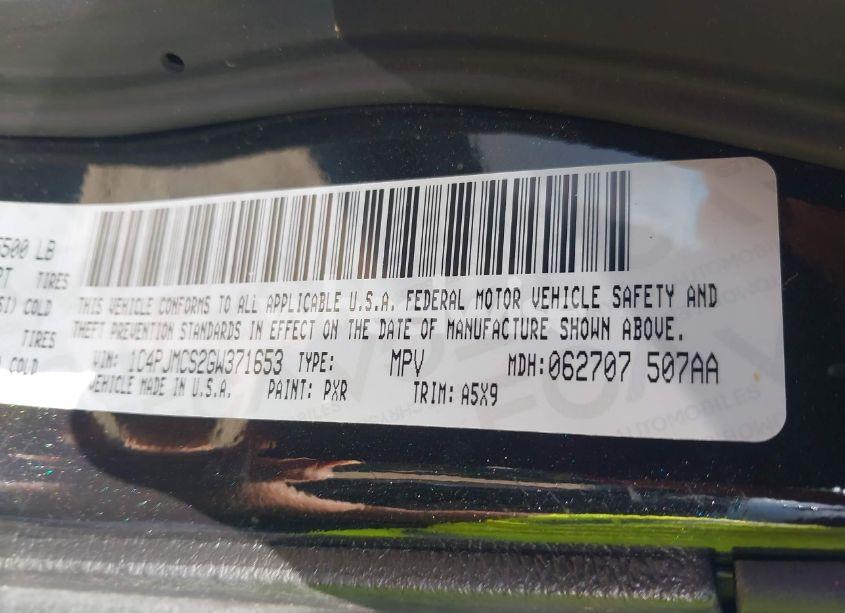 5500 LB
TIRES
COLD
TIRES
COLD
THIS VEHICLE CONFORMS TO ALL APPLICABLE U.S.A. FEDERAL MOTOR VEHICLE SAFETY AND
THEFT PREVENTION STANDARDS IN EFFECT ON THE DATE OF MANUFACTURE SHOWN ABOVE.
VIN: 1C4PJMCS2GW371653 TYPE: MPV MDH:062707 507AA
VEHICLE MADE IN U.S.A. PAINT: PXR TRIM: A5X9
AUTOMOBILES